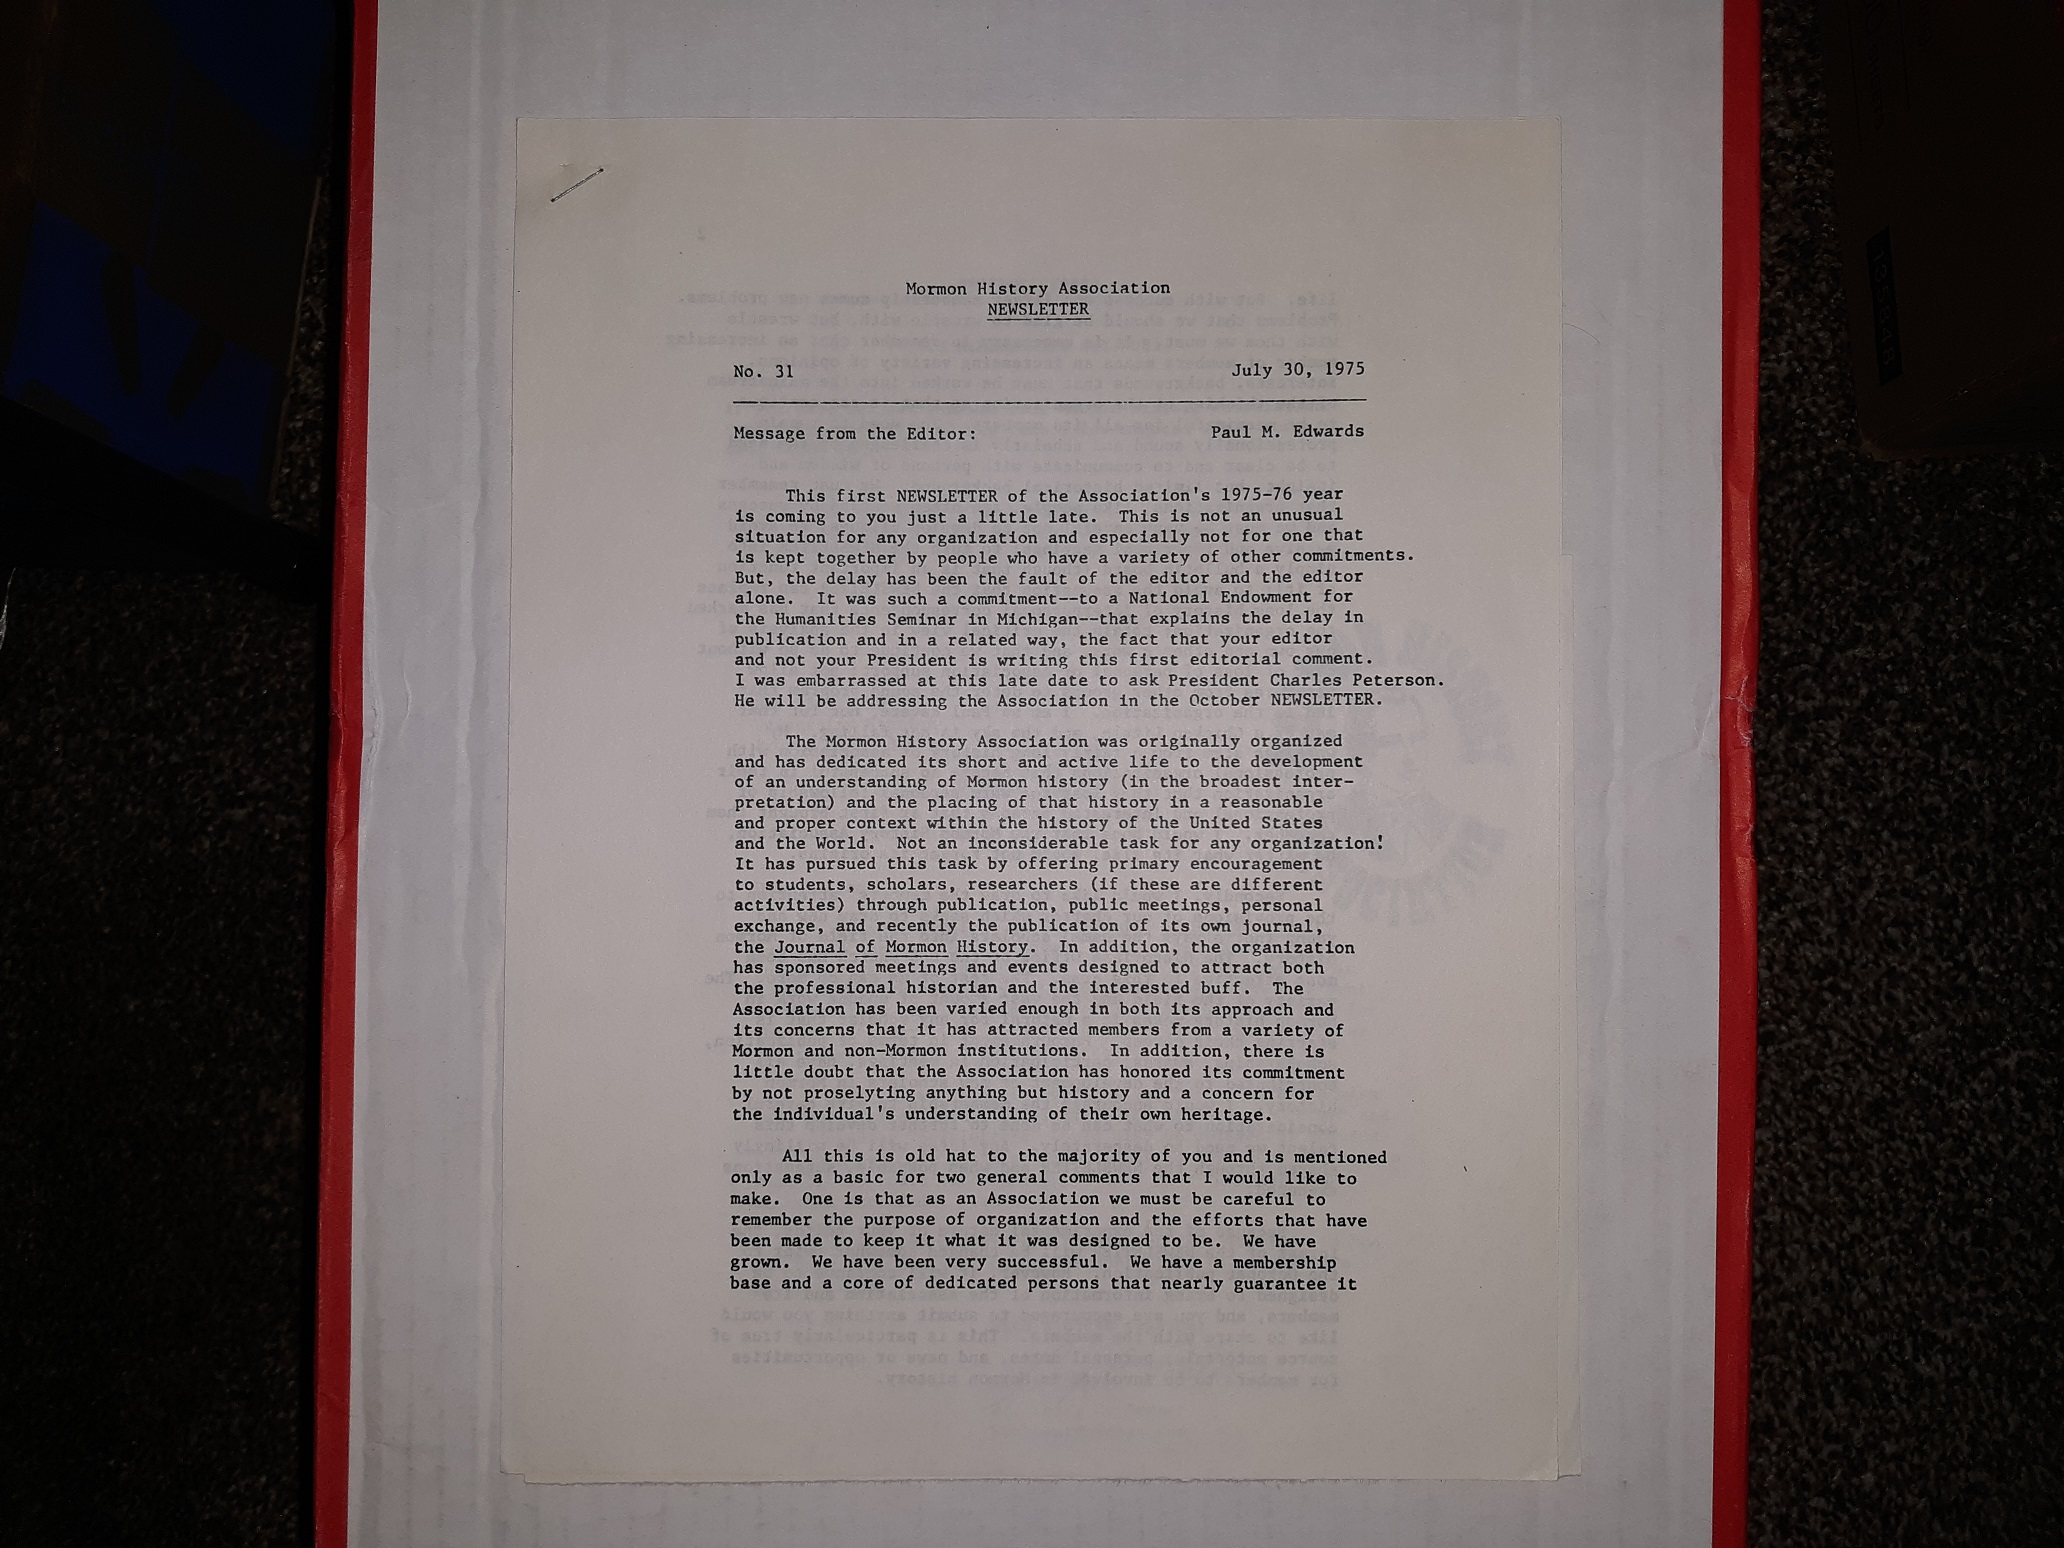 Mormon History Association
NEWSLETTER
No. 31 July 30, 1975
Message from the Editor: Paul M. Edwards
This first NEWSLETTER of the Association's 1975-76 year
is coming to you just a little late. This is not an unusual
situation for any organization and especially not for one that
is kept together by people who have a variety of other commitments.
But, the delay has been the fault of the editor and the editor
alone. It was such a commitment--to a National Endowment for
the Humanities Seminar in Michigan--that explains the delay in
publication and in a related way, the fact that your editor
and not your President is writing this first editorial comment.
I was embarrassed at this late date to ask President Charles Peterson.
He will be addressing the Association in the October NEWSLETTER.
The Mormon History Association was originally organized
and has dedicated its short and active life to the development
of an understanding of Mormon history (in the broadest inter-
pretation) and the placing of that history in a reasonable
and proper context within the history of the United States
and the World. Not an inconsiderable task for any organization!
It has pursued this task by offering primary encouragement
to students, scholars, researchers (if these are different
activities) through publication, public meetings, personal
exchange, and recently the publication of its own journal,
the Journal of Mormon History. In addition, the organization
has sponsored meetings and events designed to attract both
the professional historian and the interested buff. The
Association has been varied enough in both its approach and
its concerns that it has attracted members from a variety of
Mormon and non-Mormon institutions. In addition, there is
little doubt that the Association has honored its commitment
by not proselyting anything but history and a concern for
the individual's understanding of their own heritage.
All this is old hat to the majority of you and is mentioned
only as a basic for two general comments that I would like to
make. One is that as an Association we must be careful to
remember the purpose of organization and the efforts that have
been made to keep it what it was designed to be. We have
grown. We have been very successful. We have a membership
base and a core of dedicated persons that nearly guarantee it